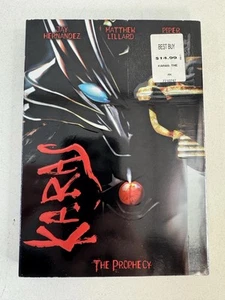 JAY
HERNANDEZ
MATTHEW
LILLARD
PIPER
BEST BUY
$14.99
KARAS
THE PROPHECY